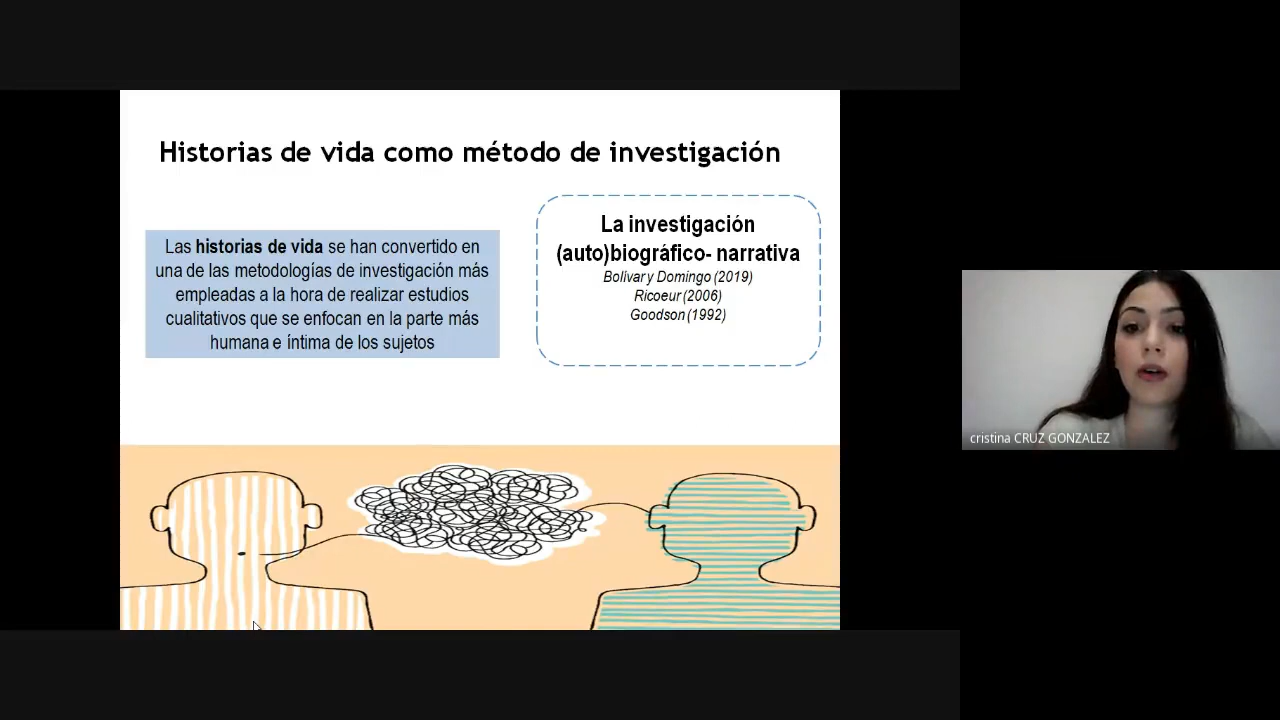 Historias de vida como método de investigación
Las historias de vida se han convertido en
una de las metodologías de investigación más
empleadas a la hora de realizar estudios
cualitativos que se enfocan en la parte más
humana e íntima de los sujetos
La investigación
(auto)biográfico- narrativa
Bolívar y Domingo (2019)
Ricoeur (2006)
Goodson (1992)
cristina CRUZ GONZALEZ